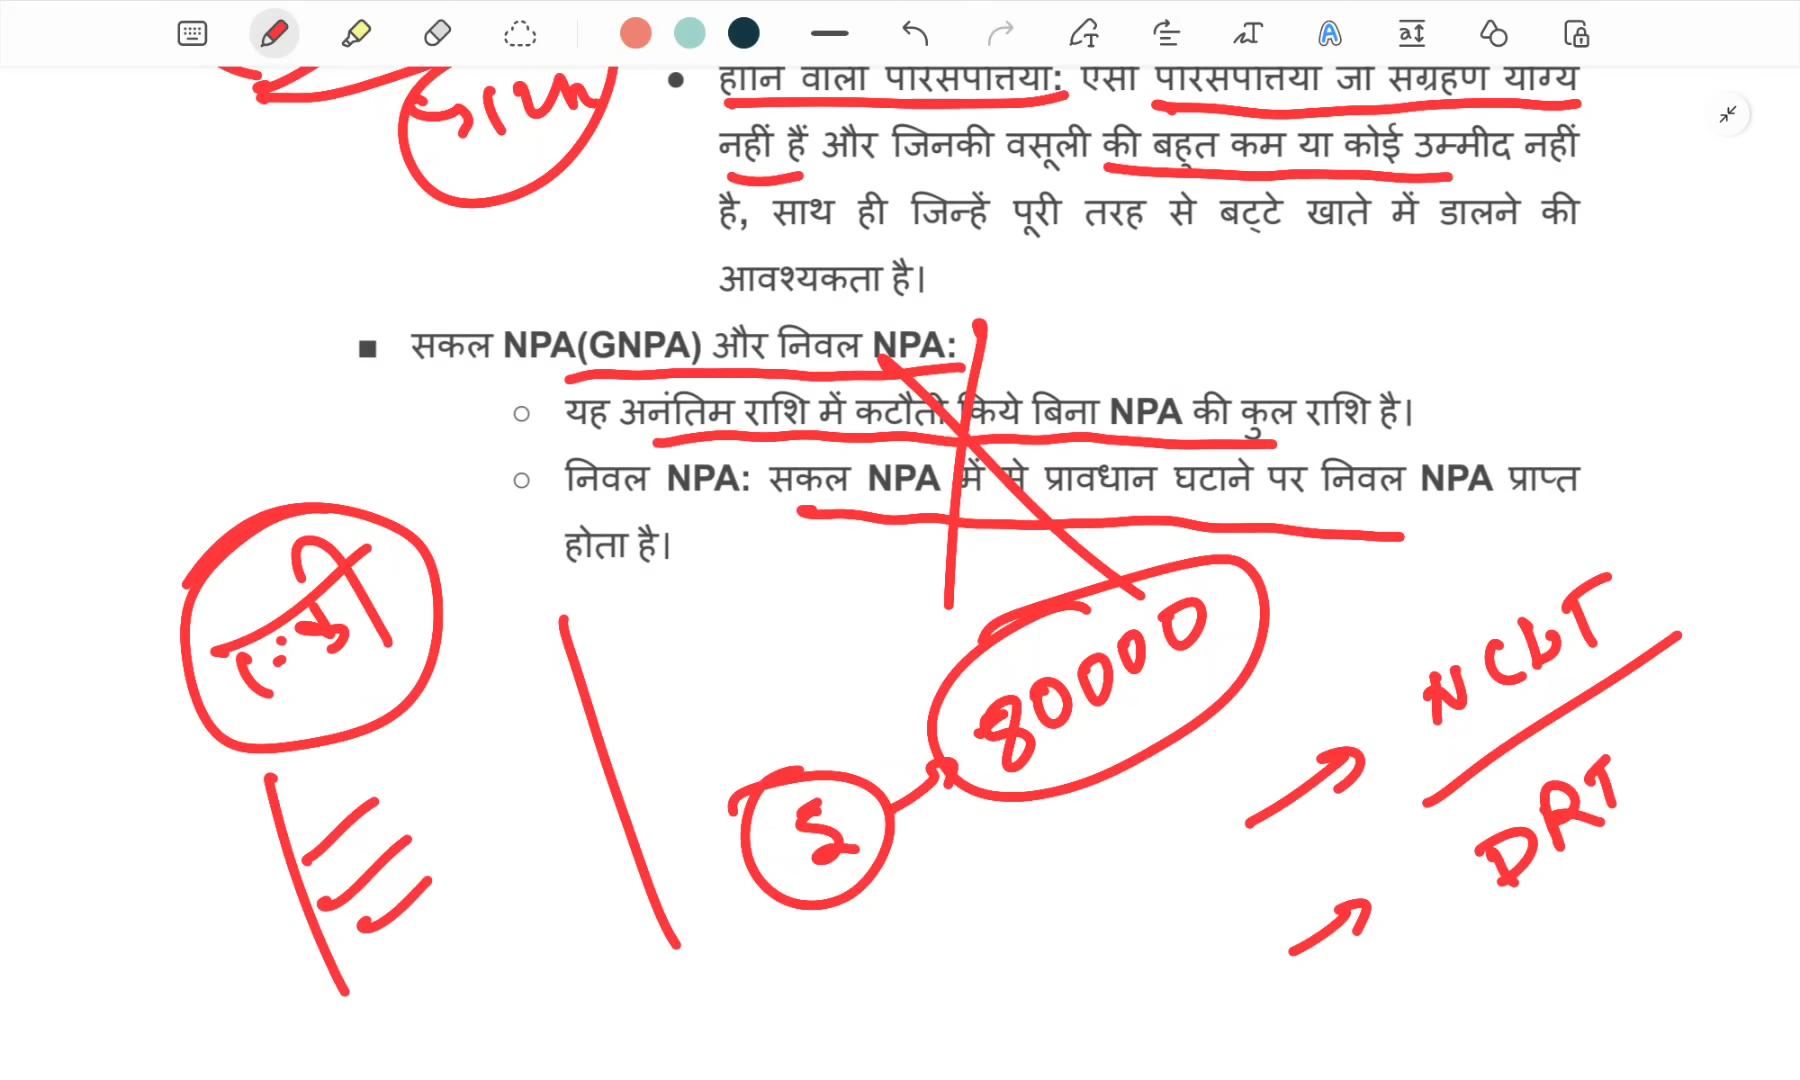 हानि वाली परिसंपत्तियाँ: ऐसी परिसंपत्तियाँ जो संग्रहण योग्य
नहीं हैं और जिनकी वसूली की बहुत कम या कोई उम्मीद नहीं
है, साथ ही जिन्हें पूरी तरह से बट्टे खाते में डालने की
आवश्यकता है।
सकल NPA(GNPA) और निवल NPA:
यह अनंतिम राशि में कटौती किये बिना NPA की कुल राशि है।
निवल NPA: सकल NPA में से प्रावधान घटाने पर निवल NPA प्राप्त
होता है।
80000
5
NCLT
DRT